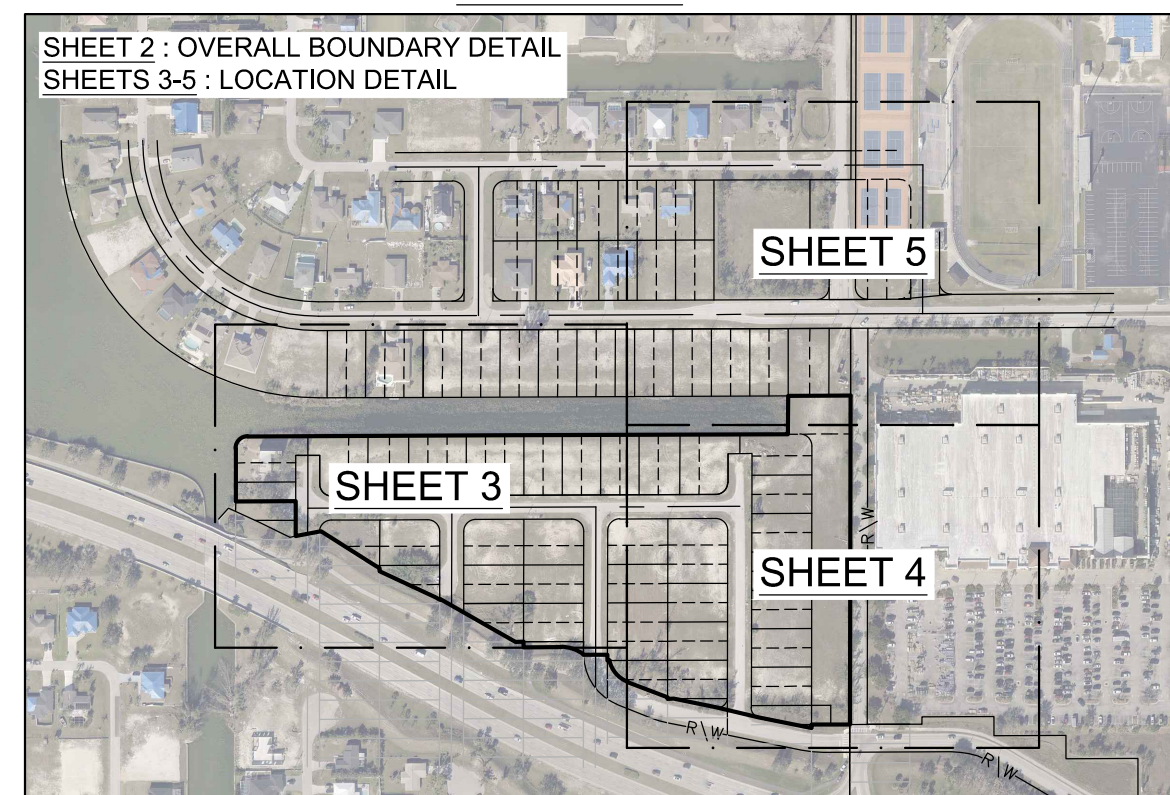 SHEET 2 : OVERALL BOUNDARY DETAIL
SHEETS 3-5 : LOCATION DETAIL
SHEET 5
SHEET 3
R\W
SHEET 4
R\W
R\W